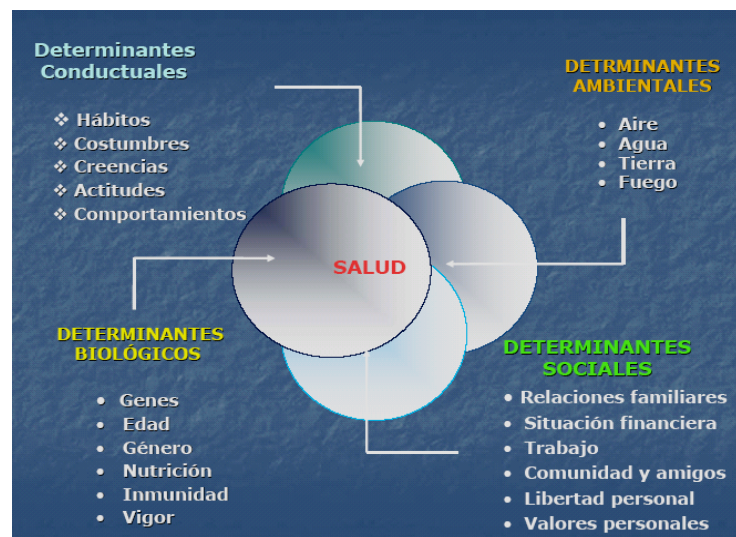 Determinantes
Conductuales
❖ Hábitos
❖ Costumbres
❖ Creencias
❖ Actitudes
❖ Comportamientos
DETRMINANTES
AMBIENTALES
• Aire
• Agua
• Tierra
• Fuego
SALUD
DETERMINANTES
BIOLÓGICOS
• Genes
• Edad
• Género
• Nutrición
• Inmunidad
• Vigor
DETERMINANTES
SOCIALES
• Relaciones familiares
• Situación financiera
• Trabajo
• Comunidad y amigos
• Libertad personal
• Valores personales